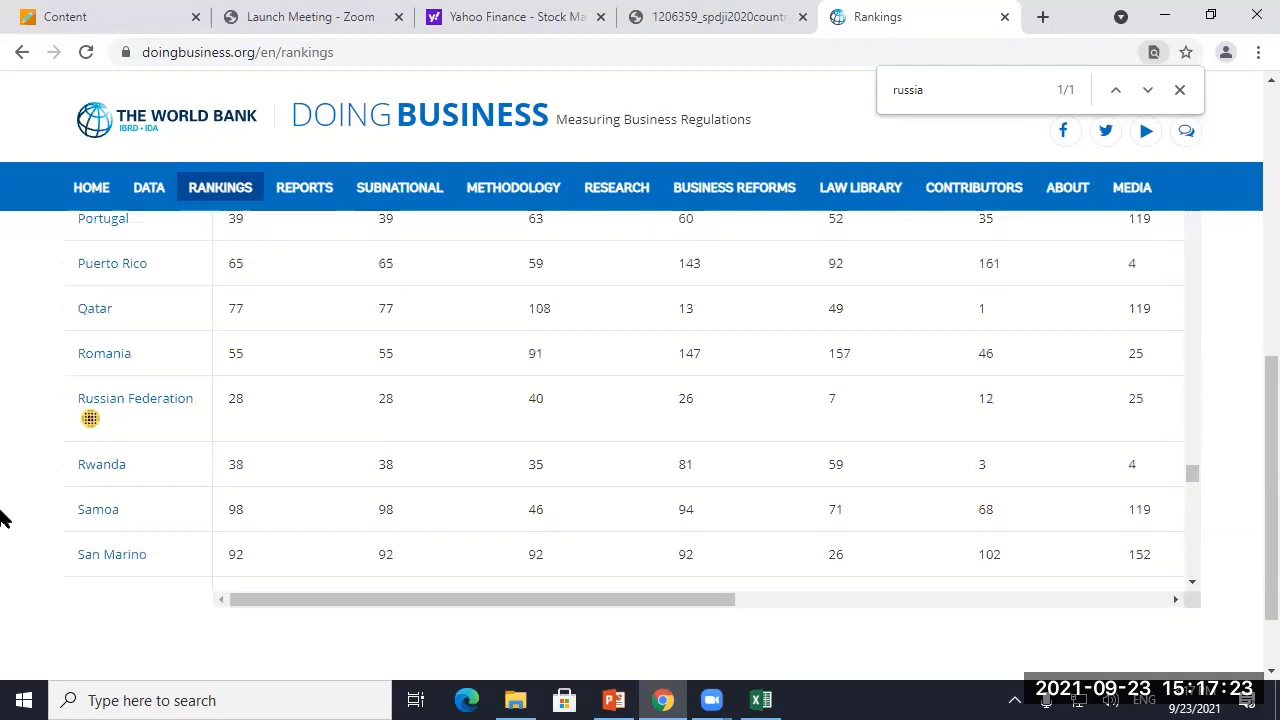 Content
Launch Meeting - Zoom
Yahoo Finance - Stock Ma
1206359_spgl2020countr
Rankings
doingbusiness.org/en/rankings
russia 1/1
THE WORLD BANK
IBRD • IDA
DOING BUSINESS Measuring Business Regulations
HOME DATA RANKINGS REPORTS SUBNATIONAL METHODOLOGY RESEARCH BUSINESS REFORMS LAW LIBRARY CONTRIBUTORS ABOUT MEDIA
Portugal 39 39 63 60 52 35 119
Puerto Rico 65 65 59 143 92 161 4
Qatar 77 77 108 13 49 1 119
Romania 55 55 91 147 157 46 25
Russian Federation 28 28 40 26 7 12 25
Rwanda 38 38 35 81 59 3 4
Samoa 98 98 46 94 71 68 119
San Marino 92 92 92 92 26 102 152
Type here to search
2021-09-23 15:17:23
ENG
9/23/2021